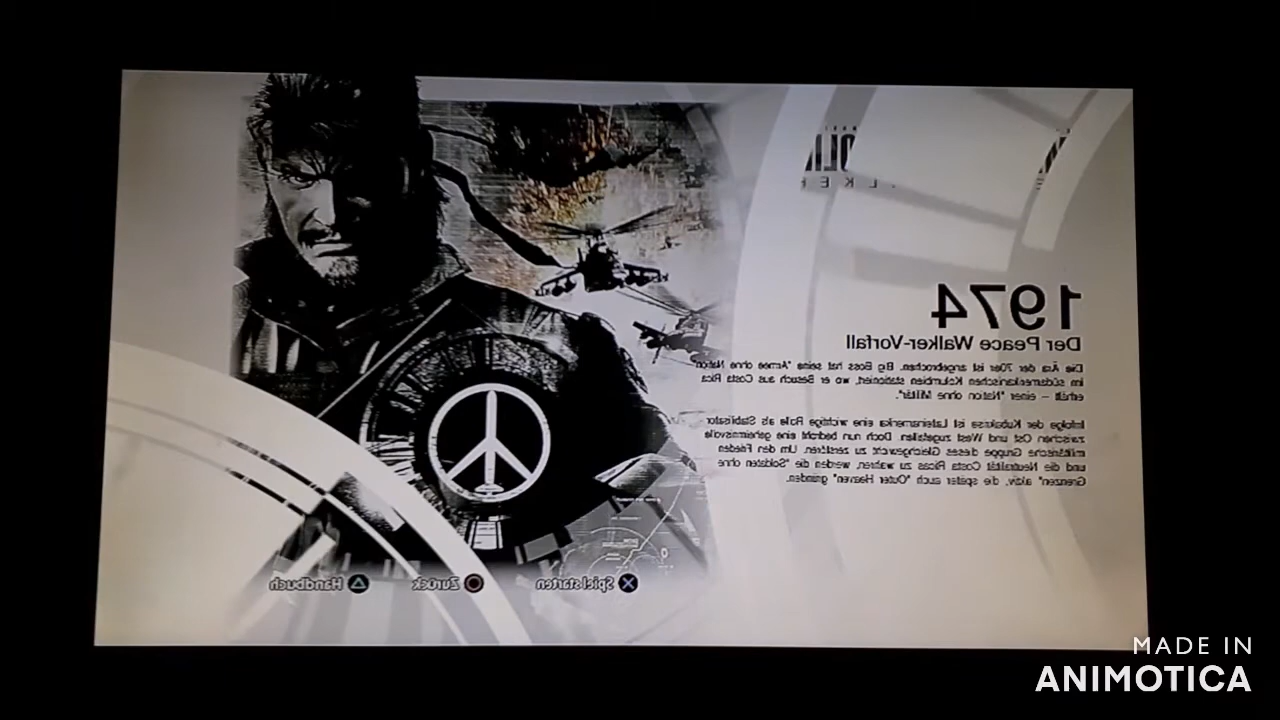 1974
Der Peace Walker-Vorfall
Die Ära der 70er ist angebrochen. Big Boss hat seine "Armee ohne Nation"
im südamerikanischen Kolumbien stationiert, wo er Besuch aus Costa Rica
erhält – einer "Nation ohne Militär".
Infolge der Kubakrise ist Lateinamerika eine wichtige Rolle als Stabilisator
zwischen Ost und West zugefallen. Doch nun bedroht eine geheimnisvolle
militärische Gruppe dieses Gleichgewicht zu zerstören. Um den Frieden
und die Neutralität Costa Ricas zu wahren, werden die "Soldaten ohne
Grenzen" aktiv, die später auch "Outer Heaven" gründen.
Spiel starten
Zurück
Handbuch
MADE IN
ANIMOTICA